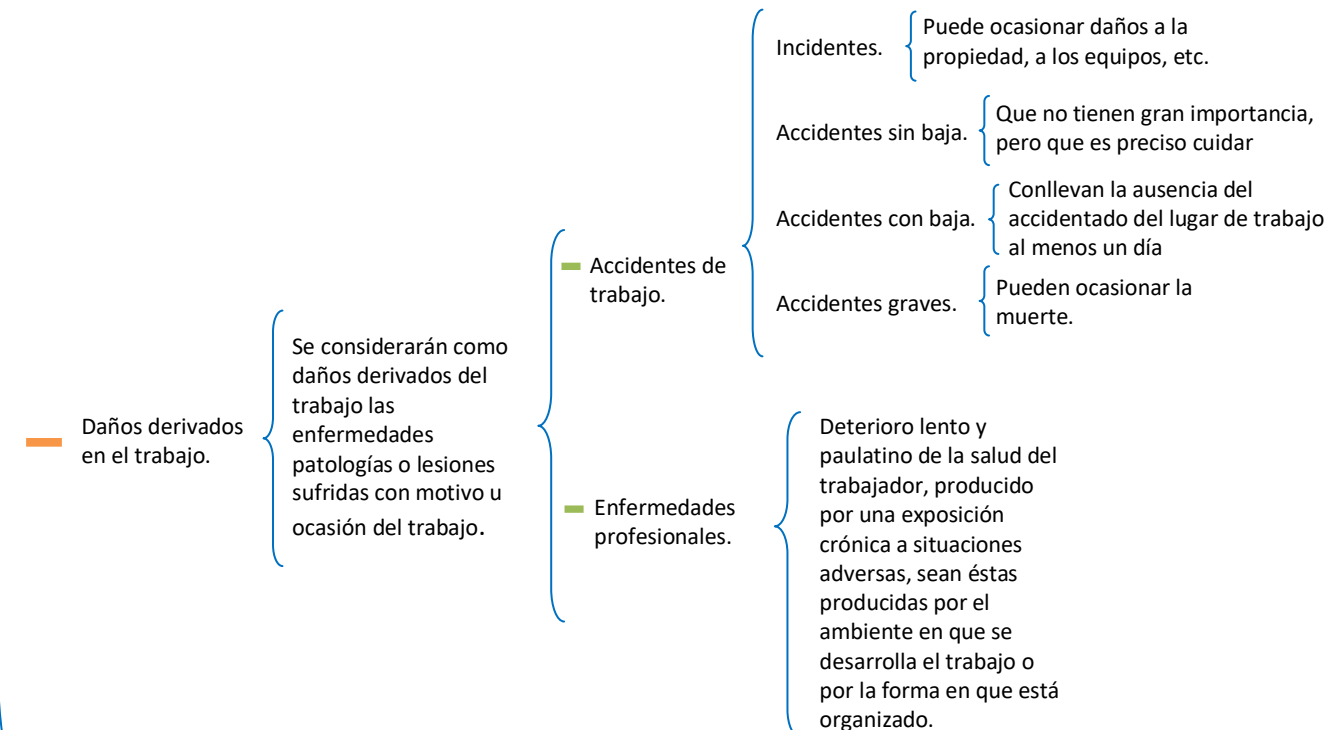 Daños derivados
en el trabajo.
Se considerarán como
daños derivados del
trabajo las
enfermedades
patologías o lesiones
sufridas con motivo u
ocasión del trabajo.
Accidentes de
trabajo.
Incidentes.
Puede ocasionar daños a la
propiedad, a los equipos, etc.
Accidentes sin baja.
Que no tienen gran importancia,
pero que es preciso cuidar
Accidentes con baja.
Conllevan la ausencia del
accidentado del lugar de trabajo
al menos un día
Accidentes graves.
Pueden ocasionar la
muerte.
Enfermedades
profesionales.
Deterioro lento y
paulatino de la salud del
trabajador, producido
por una exposición
crónica a situaciones
adversas, sean éstas
producidas por el
ambiente en que se
desarrolla el trabajo o
por la forma en que está
organizado.